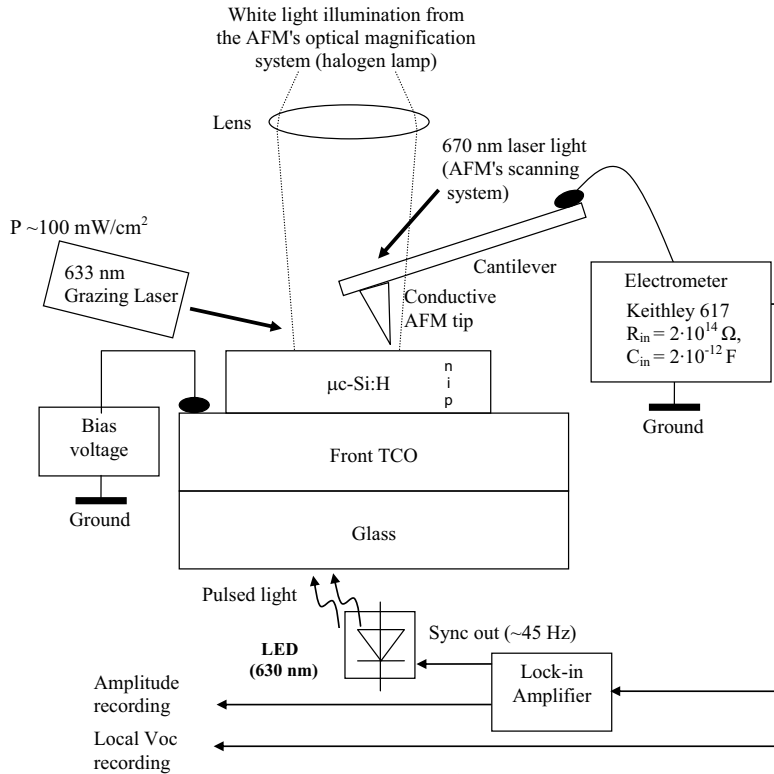 White light illumination from
the AFM's optical magnification
system (halogen lamp)
Lens
670 nm laser light
(AFM's scanning
system)
P ~100 mW/cm²
633 nm
Grazing Laser
Cantilever
Conductive
AFM tip
Electrometer
Keithley 617
R_in = 2·10^14 Ω,
C_in = 2·10^-12 F
Ground
µc-Si:H
n
i
p
Bias
voltage
Ground
Front TCO
Glass
Pulsed light
LED
(630 nm)
Sync out (~45 Hz)
Lock-in
Amplifier
Amplitude
recording
Local Voc
recording